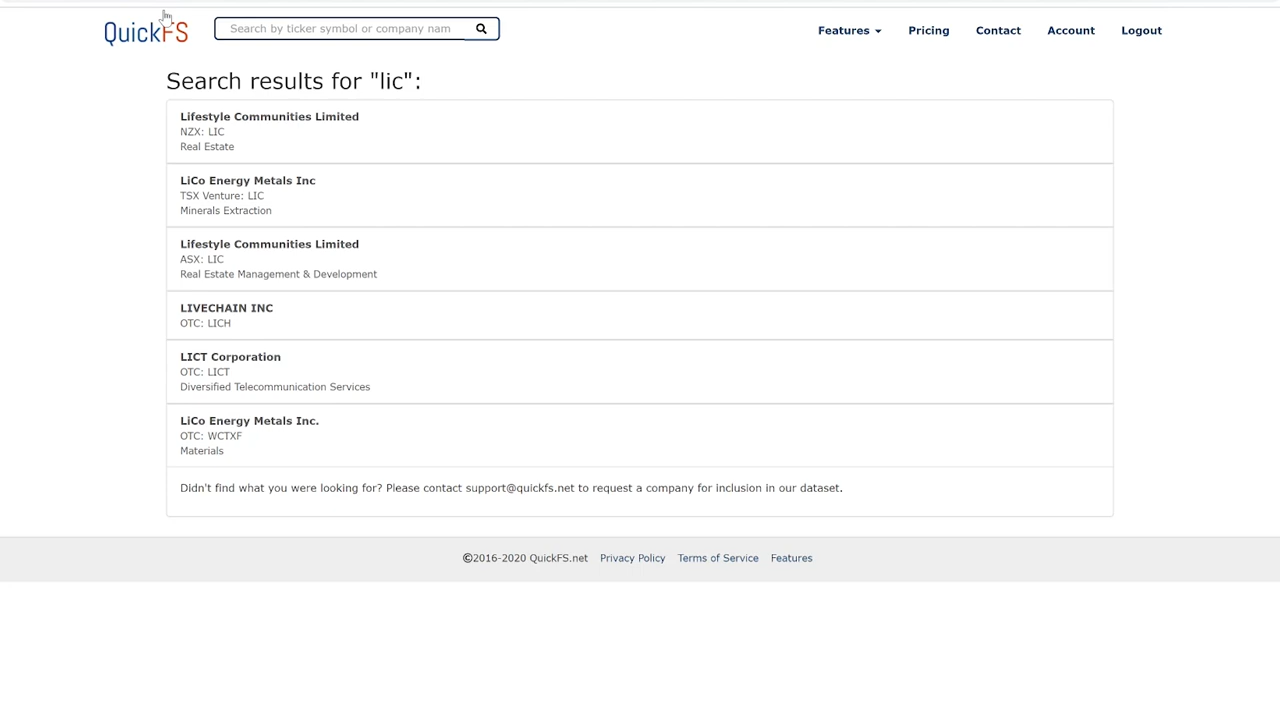 QuickFS
Search by ticker symbol or company nam
Features
Pricing
Contact
Account
Logout
Search results for "lic":
Lifestyle Communities Limited
NZX: LIC
Real Estate
LiCo Energy Metals Inc
TSX Venture: LIC
Minerals Extraction
Lifestyle Communities Limited
ASX: LIC
Real Estate Management & Development
LIVECHAIN INC
OTC: LICH
LICT Corporation
OTC: LICT
Diversified Telecommunication Services
LiCo Energy Metals Inc.
OTC: WCTXF
Materials
Didn't find what you were looking for? Please contact support@quickfs.net to request a company for inclusion in our dataset.
©2016-2020 QuickFS.net Privacy Policy Terms of Service Features